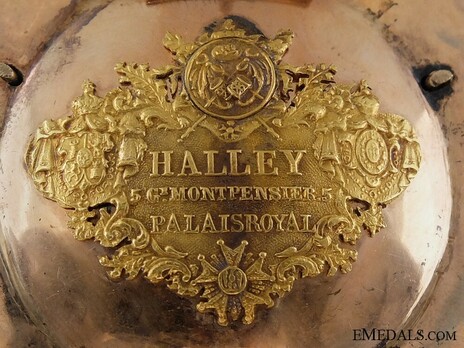 HALLEY
5 Gie MONTPENSIER. 5
PALAISROYAL
EMEDALS.COM